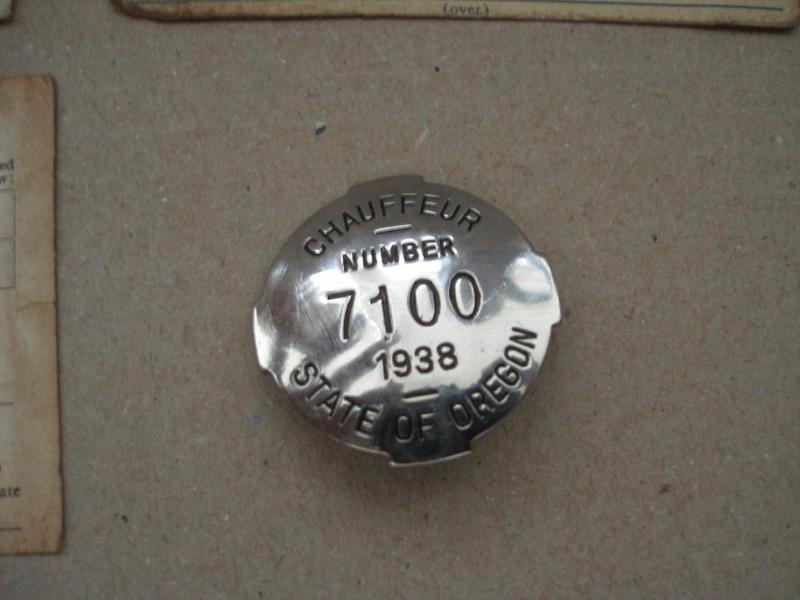 (over)
ed
w:
CHAUFFEUR
NUMBER
7100
1938
STATE OF OREGON
ate